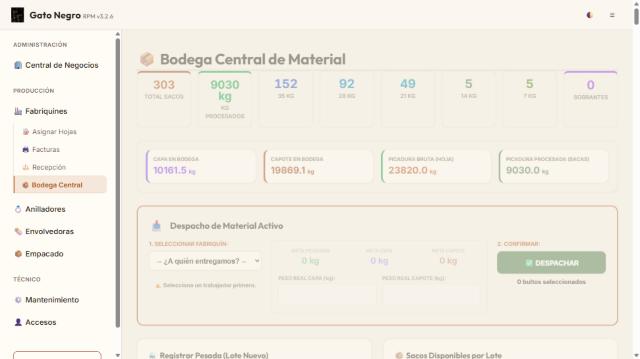 Gato Negro RPM v3.2.6
ADMINISTRACIÓN
Central de Negocios
PRODUCCIÓN
Fabriquines
Asignar Hojas
Facturas
Recepción
Bodega Central
Anilladores
Envolvedoras
Empacado
TÉCNICO
Mantenimiento
Accesos
Bodega Central de Material
303
TOTAL SACOS
9030 kg
KG PROCESADOS
152
35 KG
92
28 KG
49
21 KG
5
14 KG
5
7 KG
0
SOBRANTES
CAPA EN BODEGA
10161.5 kg
CAPOTE EN BODEGA
19869.1 kg
PICADURA BRUTA (HOJA)
23820.0 kg
PICADURA PROCESADA (SACAS)
9030.0 kg
Despacho de Material Activo
1. SELECCIONAR FABRIQUÍN:
-- ¿A quién entregamos? --
Selecciona un trabajador primero.
META CAPA
0 kg
0 kg
META CAPOTE
0 kg
PESO REAL CAPA (kg):
PESO REAL CAPOTE (kg):
2. CONFIRMAR:
DESPACHAR
0 bultos seleccionados
Registrar Pesada (Lote Nuevo)
Sacos Disponibles por Lote